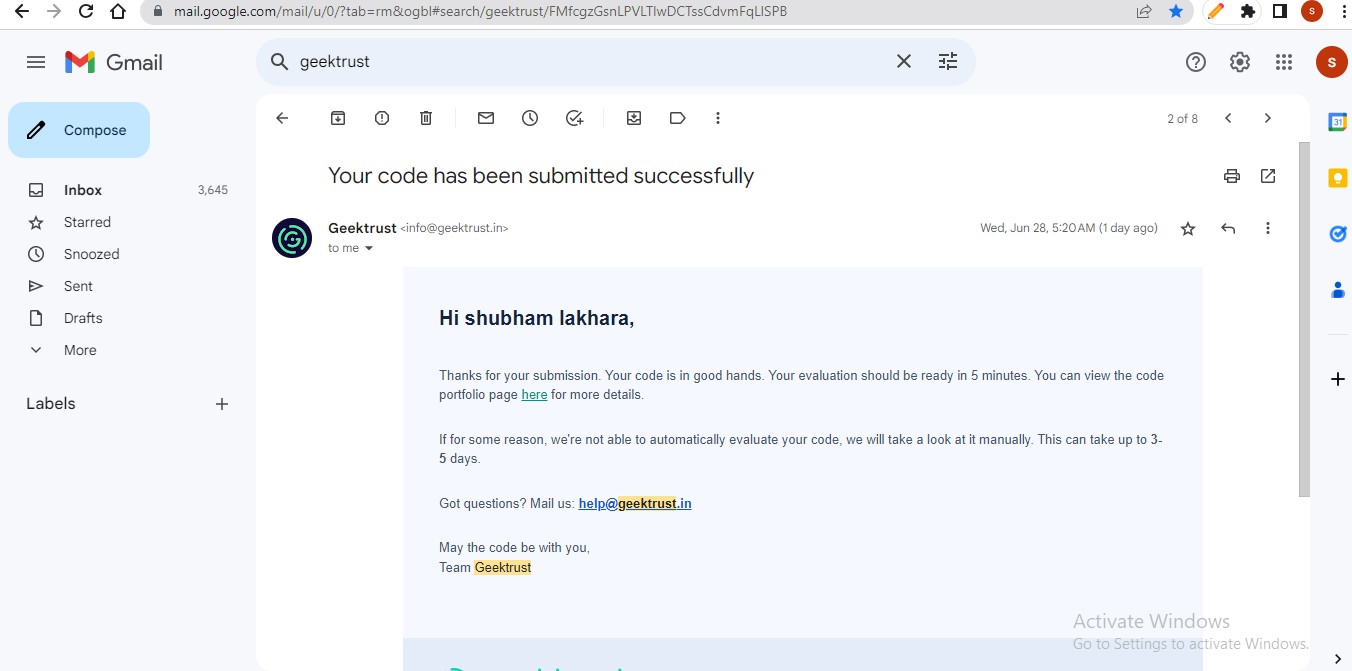 mail.google.com/mail/u/0/?tab=rm&ogbl#search/geektrust/FMfcgzGsnLPVLTlwDCTssCdvmFqLlSPB
S
Gmail
geektrust
S
Compose
2 of 8
31
Your code has been submitted successfully
Inbox 3,645
Starred
Snoozed
Sent
Drafts
More
Labels
Geektrust <info@geektrust.in>
Wed, Jun 28, 5:20 AM (1 day ago)
to me
Hi shubham lakhara,
Thanks for your submission. Your code is in good hands. Your evaluation should be ready in 5 minutes. You can view the code
portfolio page here for more details.
If for some reason, we're not able to automatically evaluate your code, we will take a look at it manually. This can take up to 3-
5 days.
Got questions? Mail us: help@geektrust.in
May the code be with you,
Team Geektrust
Activate Windows
Go to Settings to activate Windows.